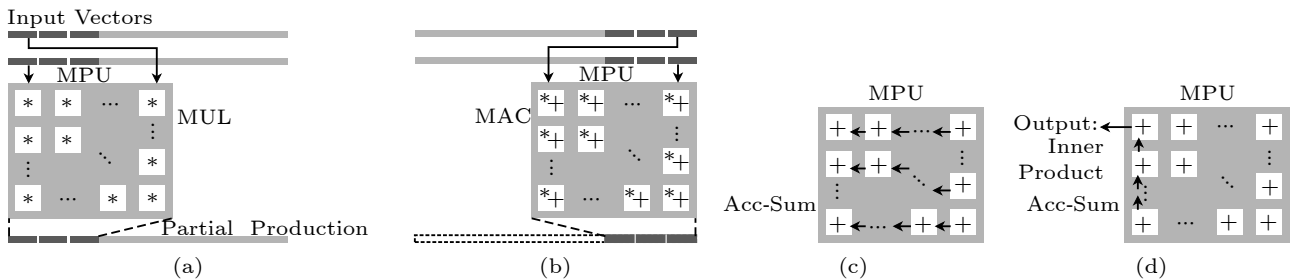 Input Vectors
MPU
* * ... *
MUL
* * ⋮
⋮ ⋱ *
* ... * *
Partial Production
(a)
MPU
MAC
*+ *+ ... *+
*+ *+ ⋮
⋮ ⋱ *+
*+ ... *+ *+
(b)
MPU
+ + ... +
+ + ⋮
⋮ ⋱ +
Acc-Sum
+ ... + +
(c)
MPU
Output:
Inner
Product
Acc-Sum
+ + ... +
+ + ⋮
⋮ ⋱ +
+ ... + +
(d)